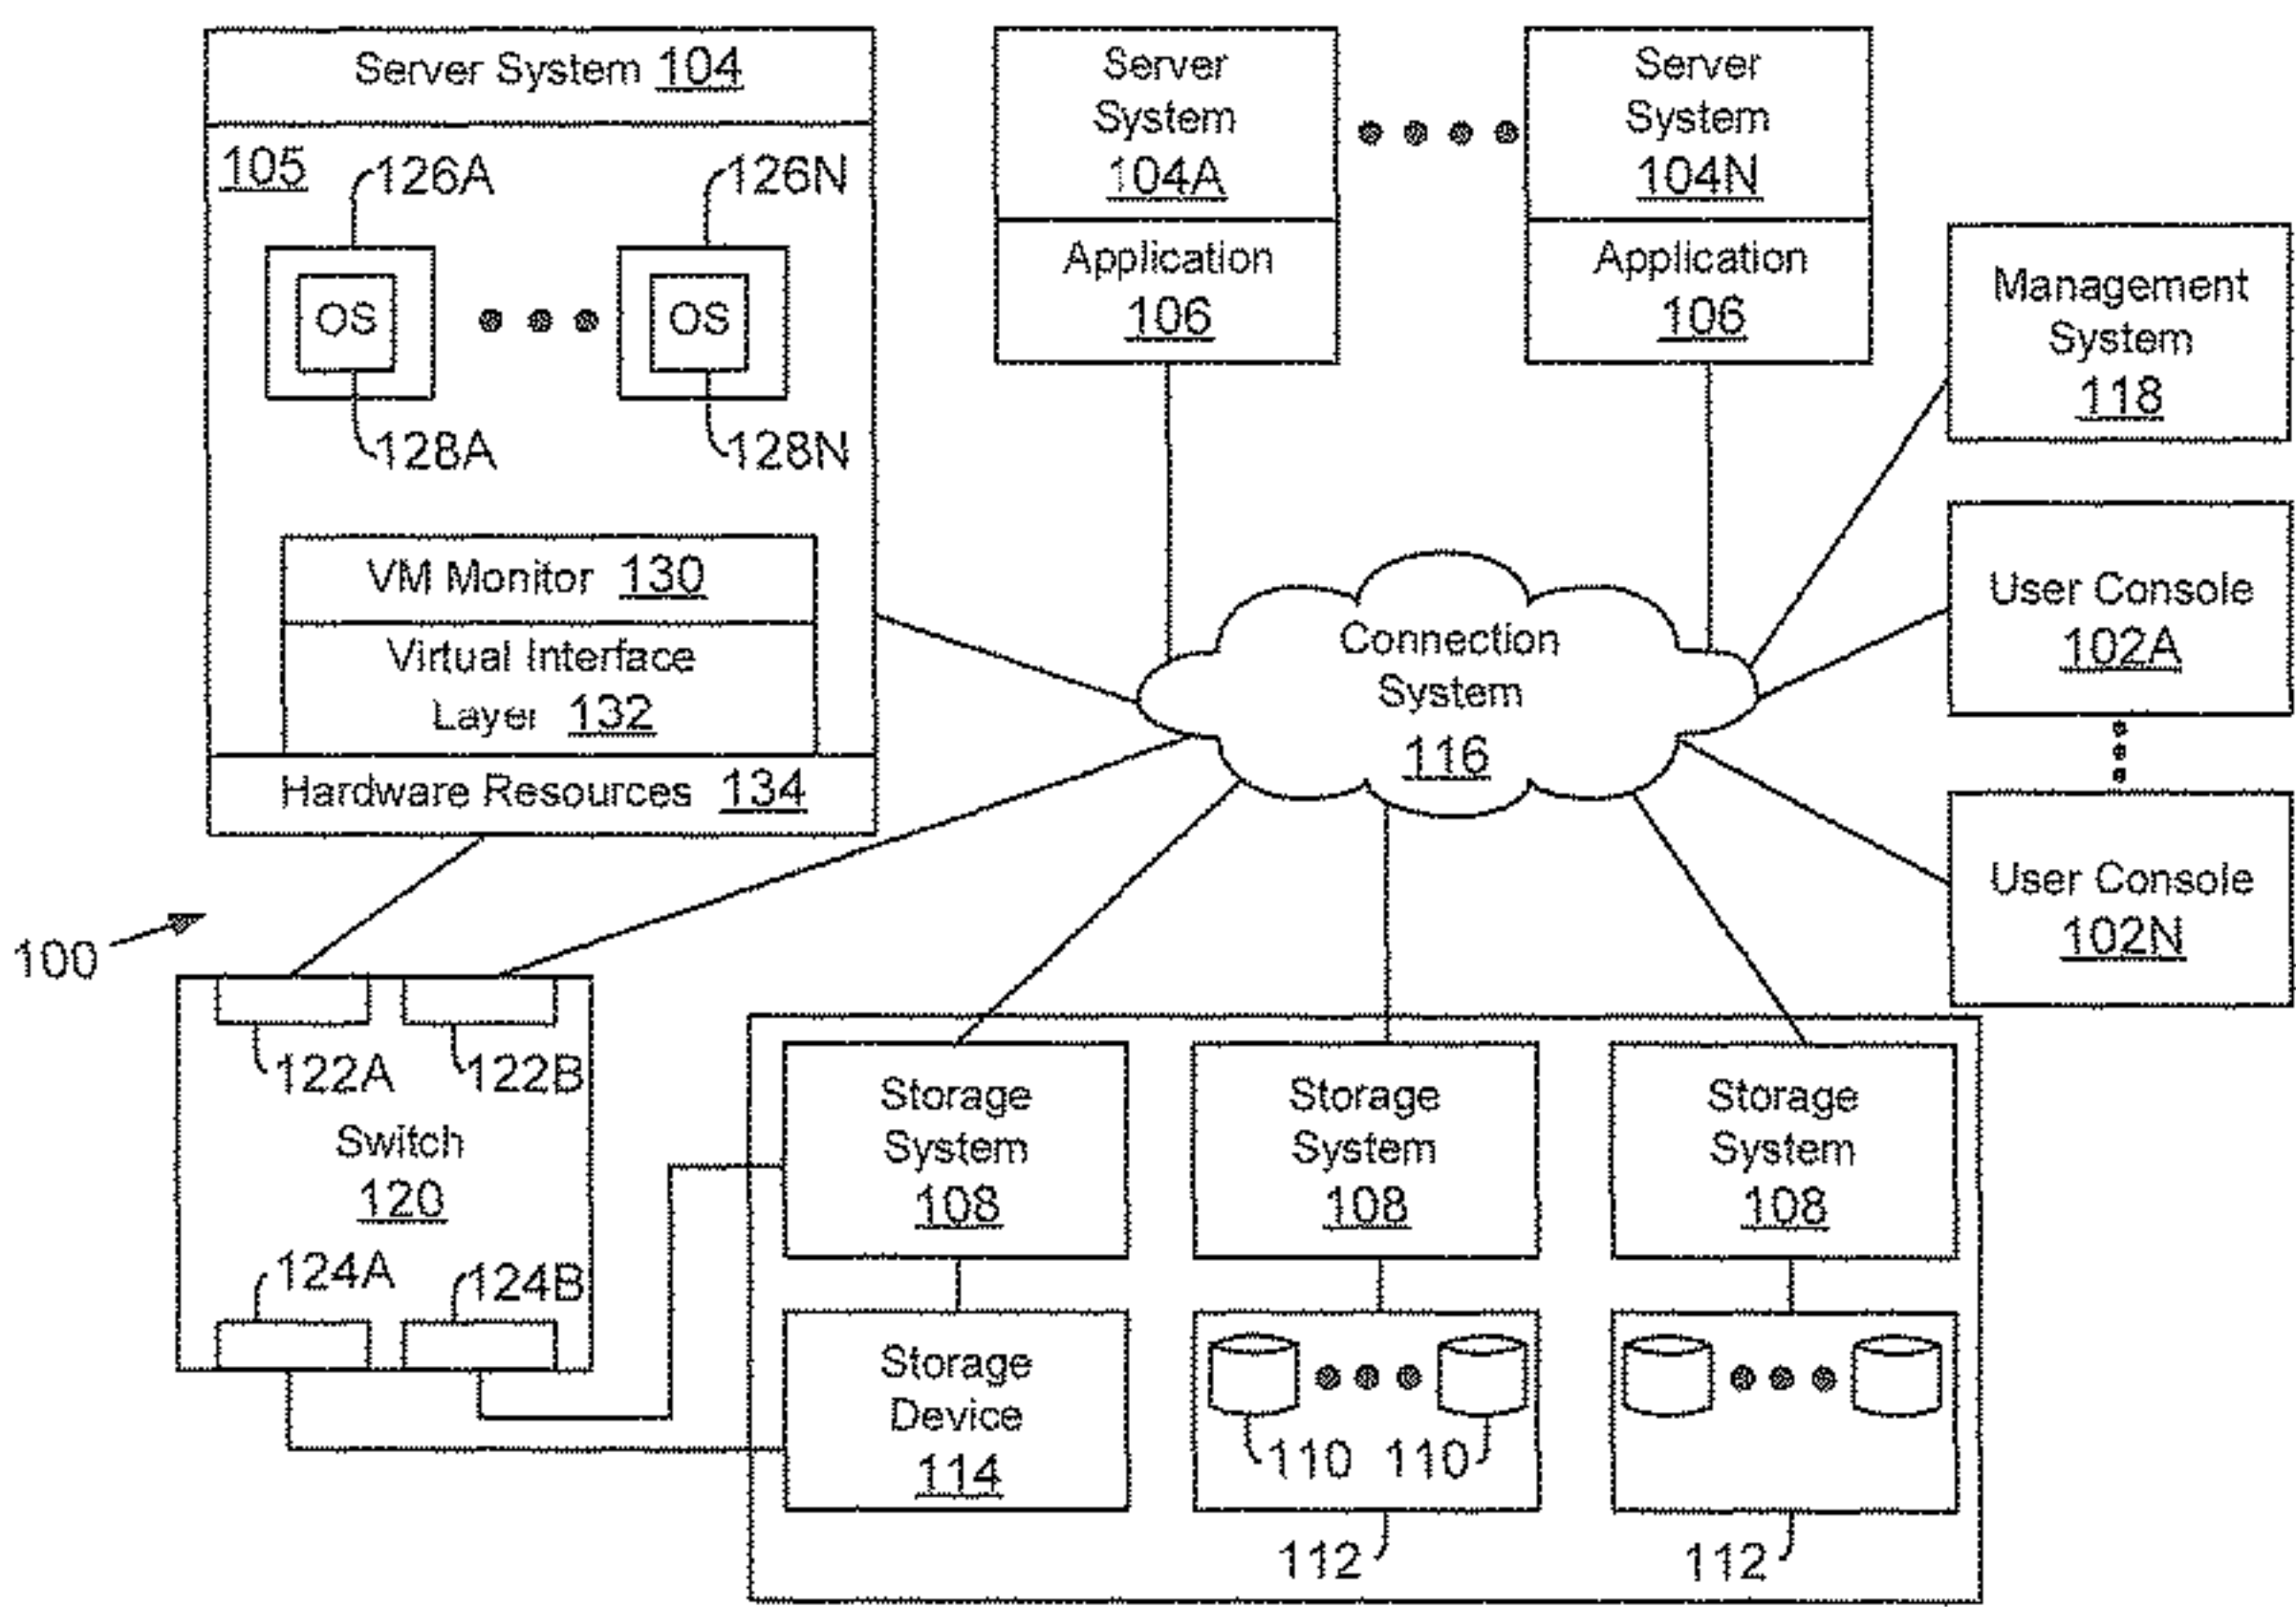 Server System 104
105
126A
126N
OS
OS
128A
128N
VM Monitor 130
Virtual Interface
Layer 132
Hardware Resources 134
Server
System
104A
Application
106
Server
System
104N
Application
106
Management
System
118
User Console
102A
User Console
102N
Connection
System
116
100
122A
122B
Switch
120
124A
124B
Storage
System
108
Storage
System
108
Storage
System
108
Storage
Device
114
110
110
112
112